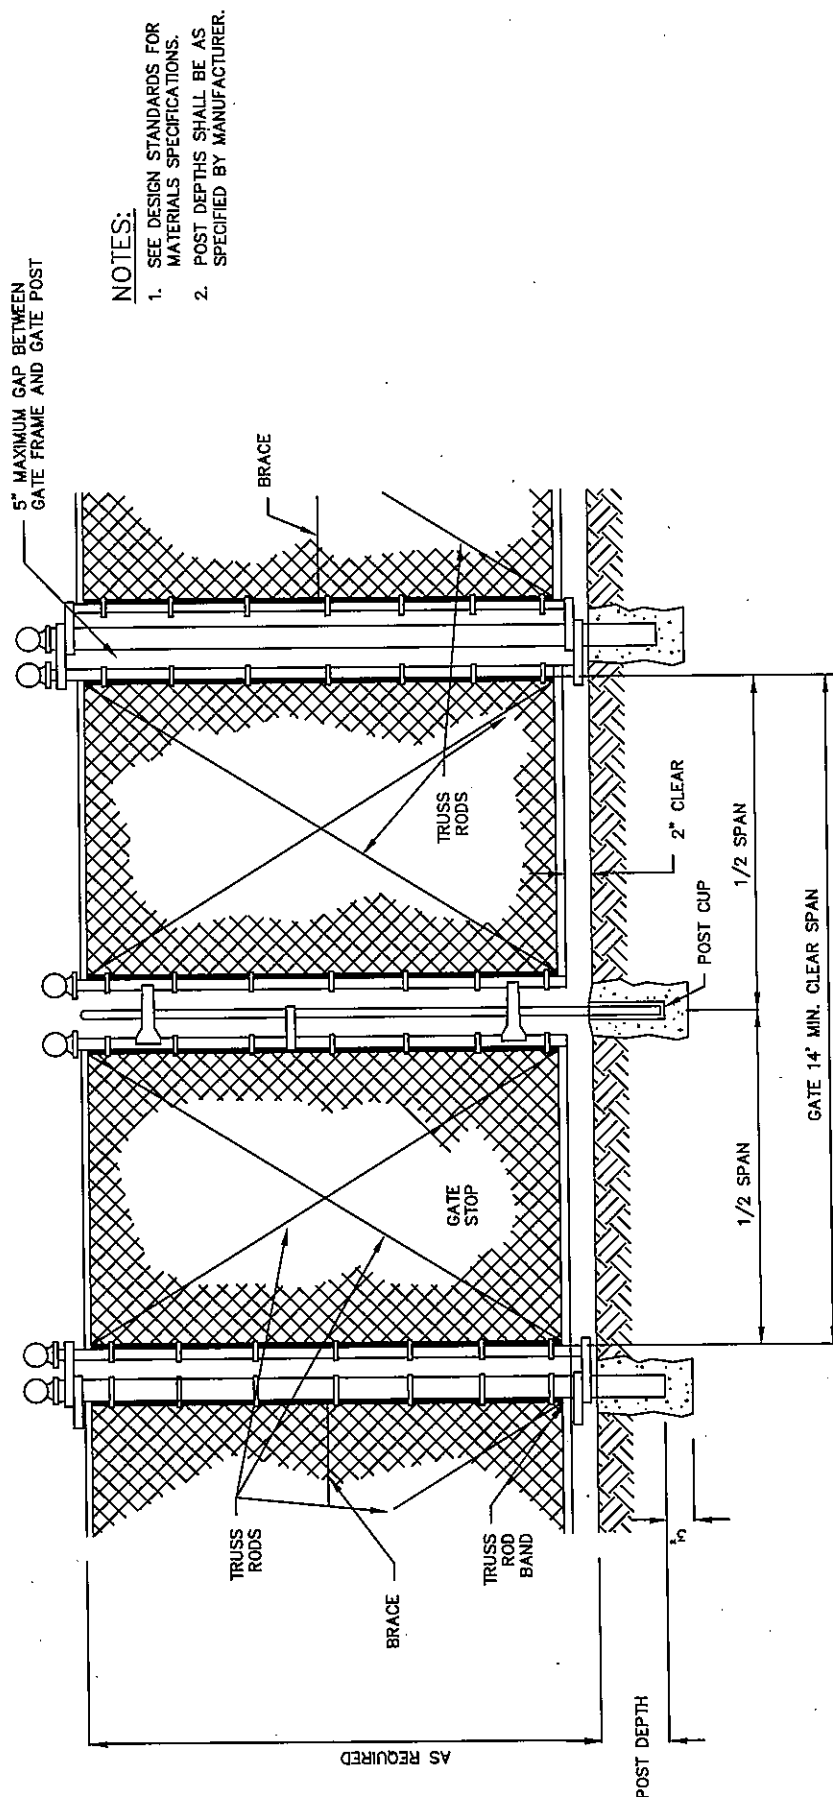 5" MAXIMUM GAP BETWEEN
GATE FRAME AND GATE POST
NOTES:
1. SEE DESIGN STANDARDS FOR
MATERIALS SPECIFICATIONS.
2. POST DEPTHS SHALL BE AS
SPECIFIED BY MANUFACTURER.
BRACE
TRUSS
RODS
2" CLEAR
1/2 SPAN
POST CUP
GATE 14' MIN. CLEAR SPAN
GATE
STOP
1/2 SPAN
TRUSS
RODS
BRACE
TRUSS
ROD
BAND
AS REQUIRED
POST DEPTH